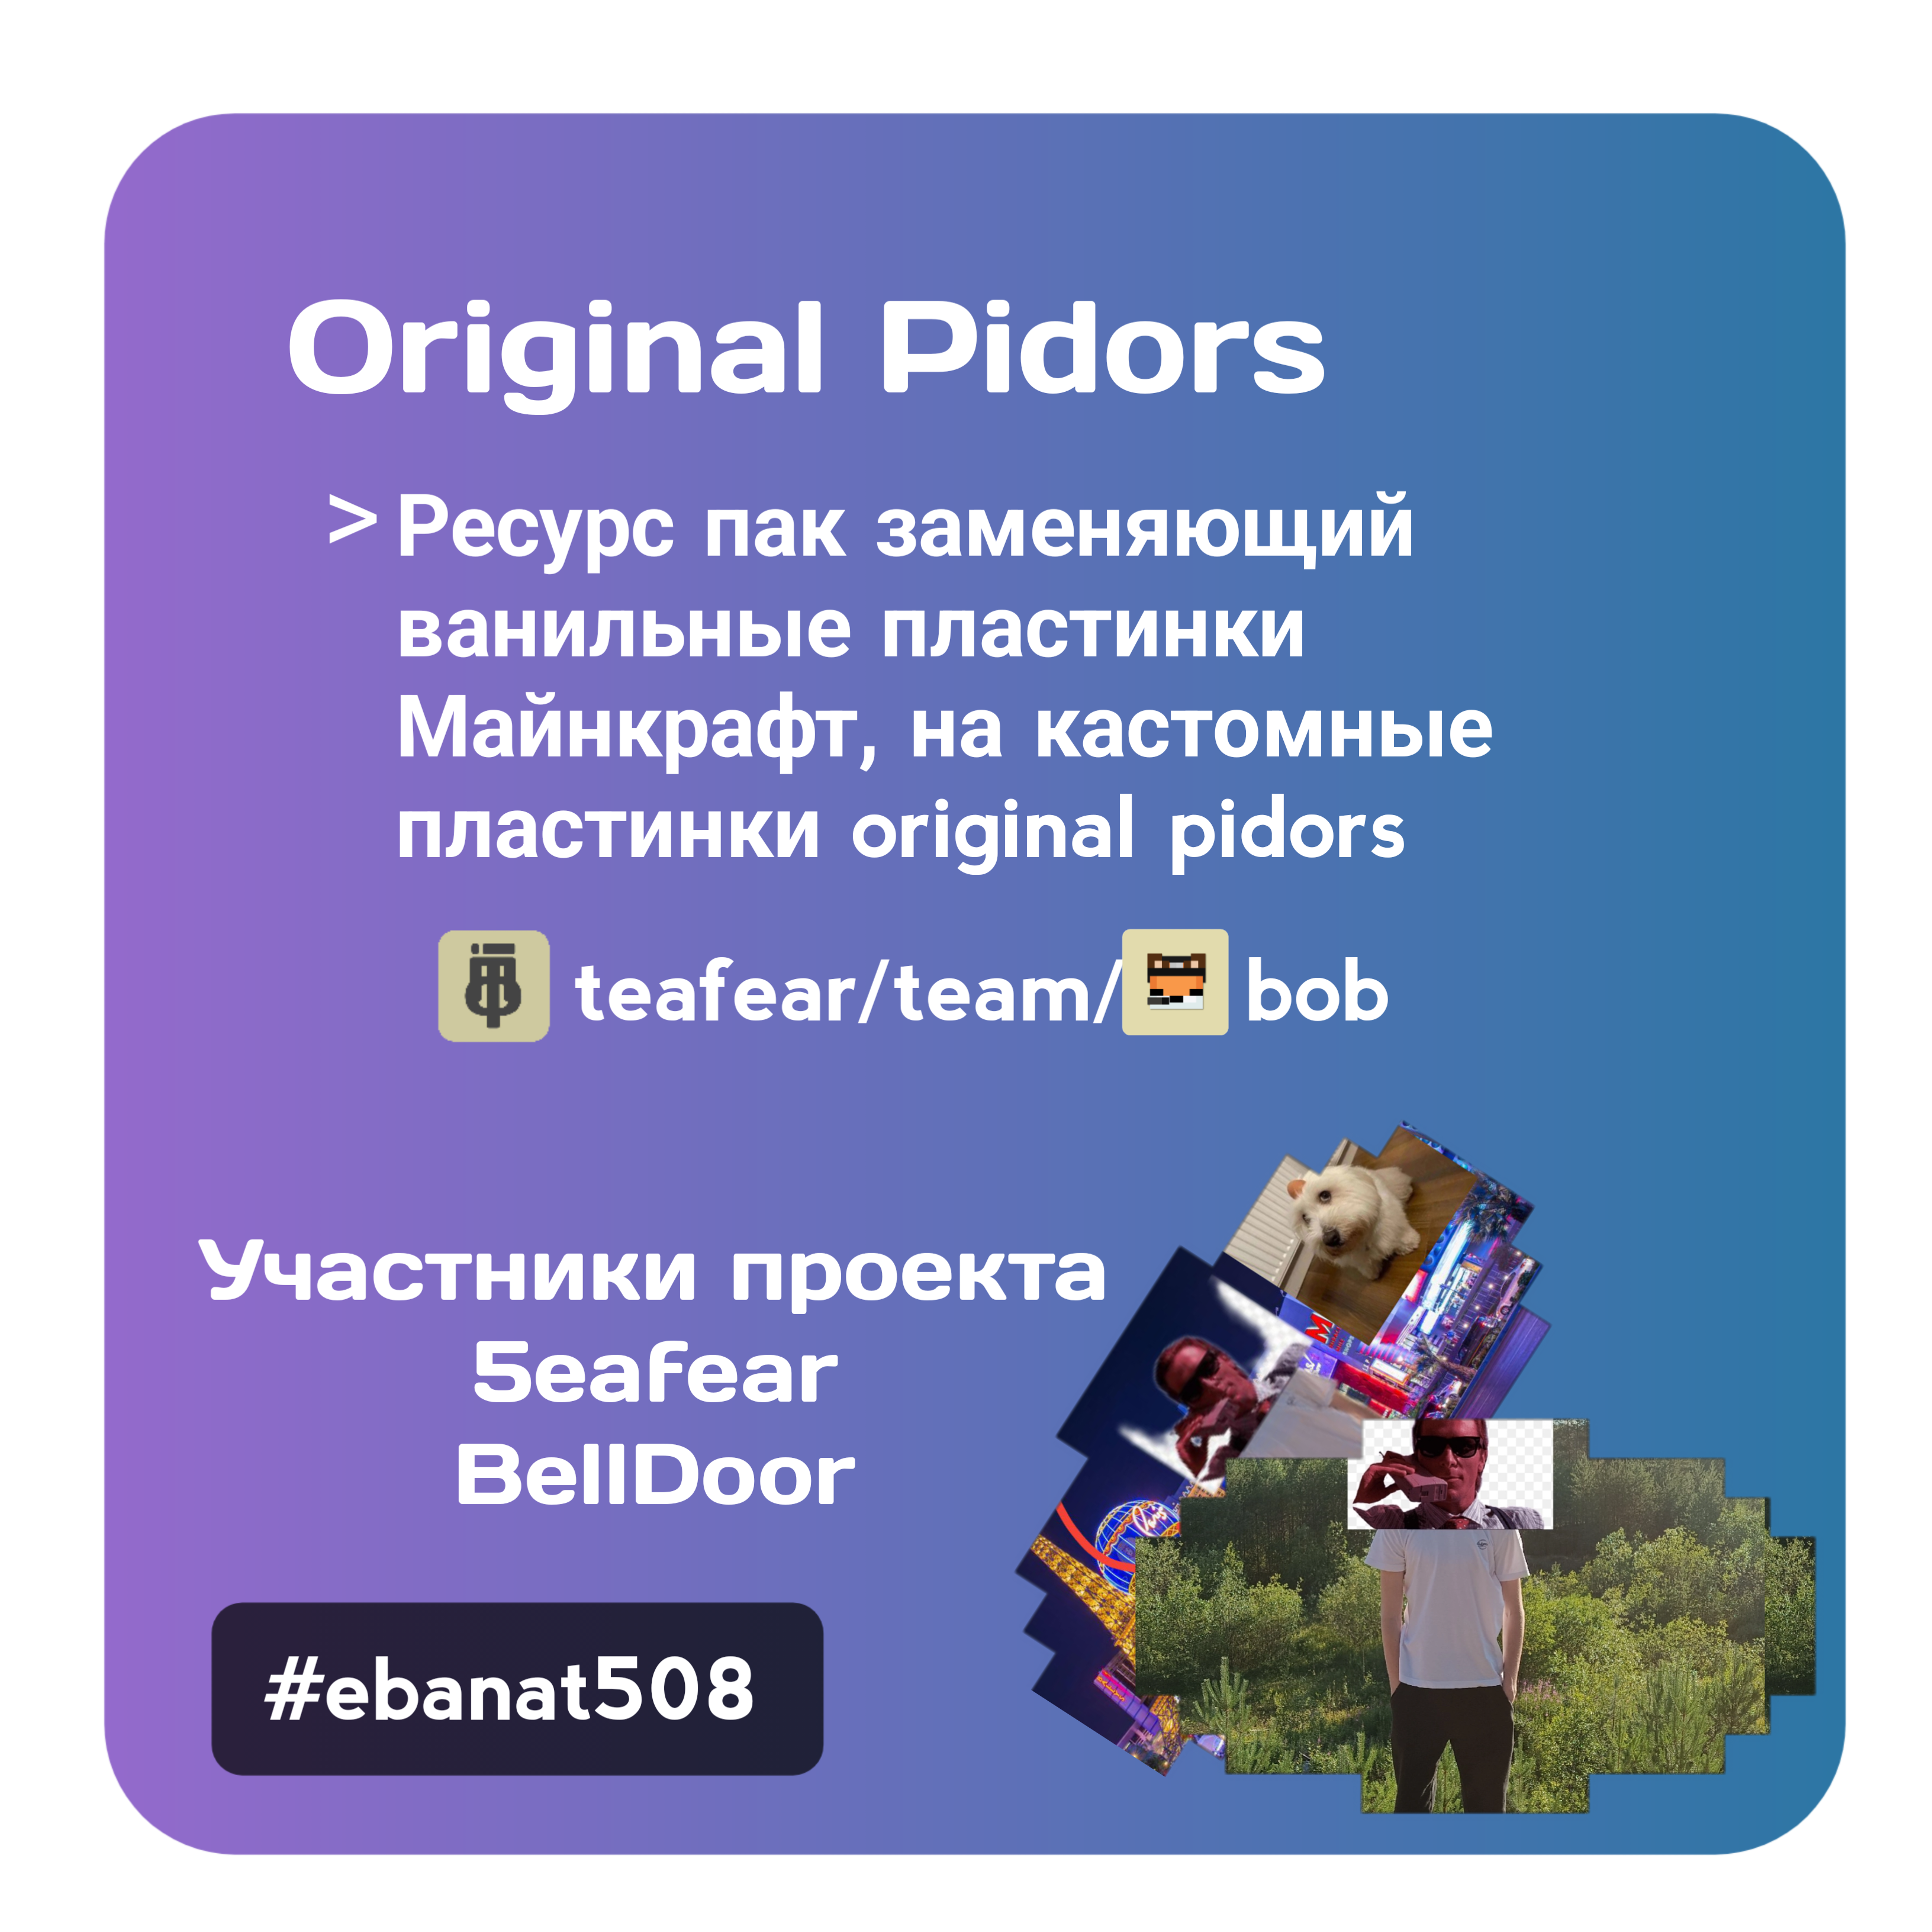 Original Pidors
> Ресурс пак заменяющий
ванильные пластинки
Майнкрафт, на кастомные
пластинки original pidors
teafear/team/ bob
Участники проекта
5eafear
BellDoor
#ebanat508